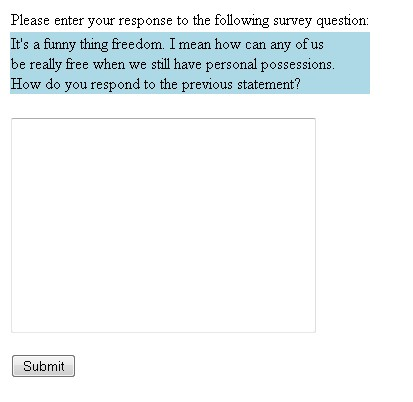 Please enter your response to the following survey question:
It's a funny thing freedom. I mean how can any of us
be really free when we still have personal possessions.
How do you respond to the previous statement?
Submit